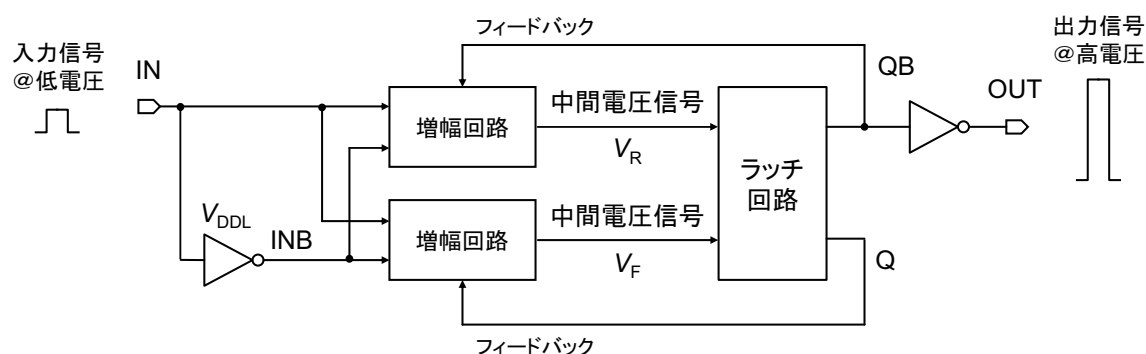 フィードバック
入力信号
@低電圧
IN
増幅回路
中間電圧信号
VR
QB
OUT
出力信号
@高電圧
ラッチ
回路
VDDL
INB
増幅回路
中間電圧信号
VF
Q
フィードバック